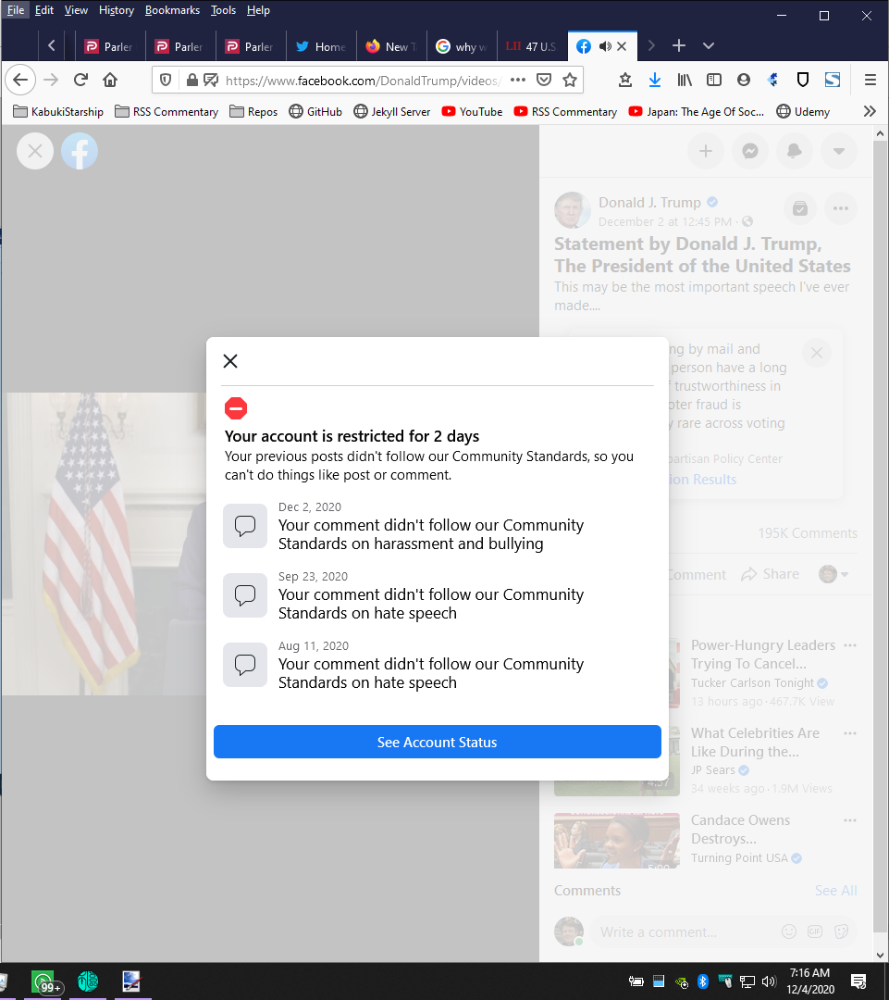 File Edit View History Bookmarks Tools Help
Parler Parler Parler Home New T Google why w LII 47 U.S.
https://www.facebook.com/DonaldTrump/videos/
KabukiStarship RSS Commentary Repos GitHub Jekyll Server YouTube RSS Commentary Japan: The Age Of Soc... Udemy
Donald J. Trump
December 2 at 12:45 PM ·
Statement by Donald J. Trump,
The President of the United States
This may be the most important speech I've ever
made....
ng by mail and
person have a long
f trustworthiness in
oter fraud is
y rare across voting
partisan Policy Center
ion Results
195K Comments
Comment Share
Your account is restricted for 2 days
Your previous posts didn't follow our Community Standards, so you
can't do things like post or comment.
Dec 2, 2020
Your comment didn't follow our Community
Standards on harassment and bullying
Sep 23, 2020
Your comment didn't follow our Community
Standards on hate speech
Aug 11, 2020
Your comment didn't follow our Community
Standards on hate speech
See Account Status
Power-Hungry Leaders
Trying To Cancel...
Tucker Carlson Tonight
13 hours ago · 467.7K View
What Celebrities Are
Like During the...
JP Sears
34 weeks ago · 1.9M Views
4:57
Candace Owens
Destroys...
Turning Point USA
5:00
Comments See All
Write a comment...
GIF
99+
7:16 AM
12/4/2020